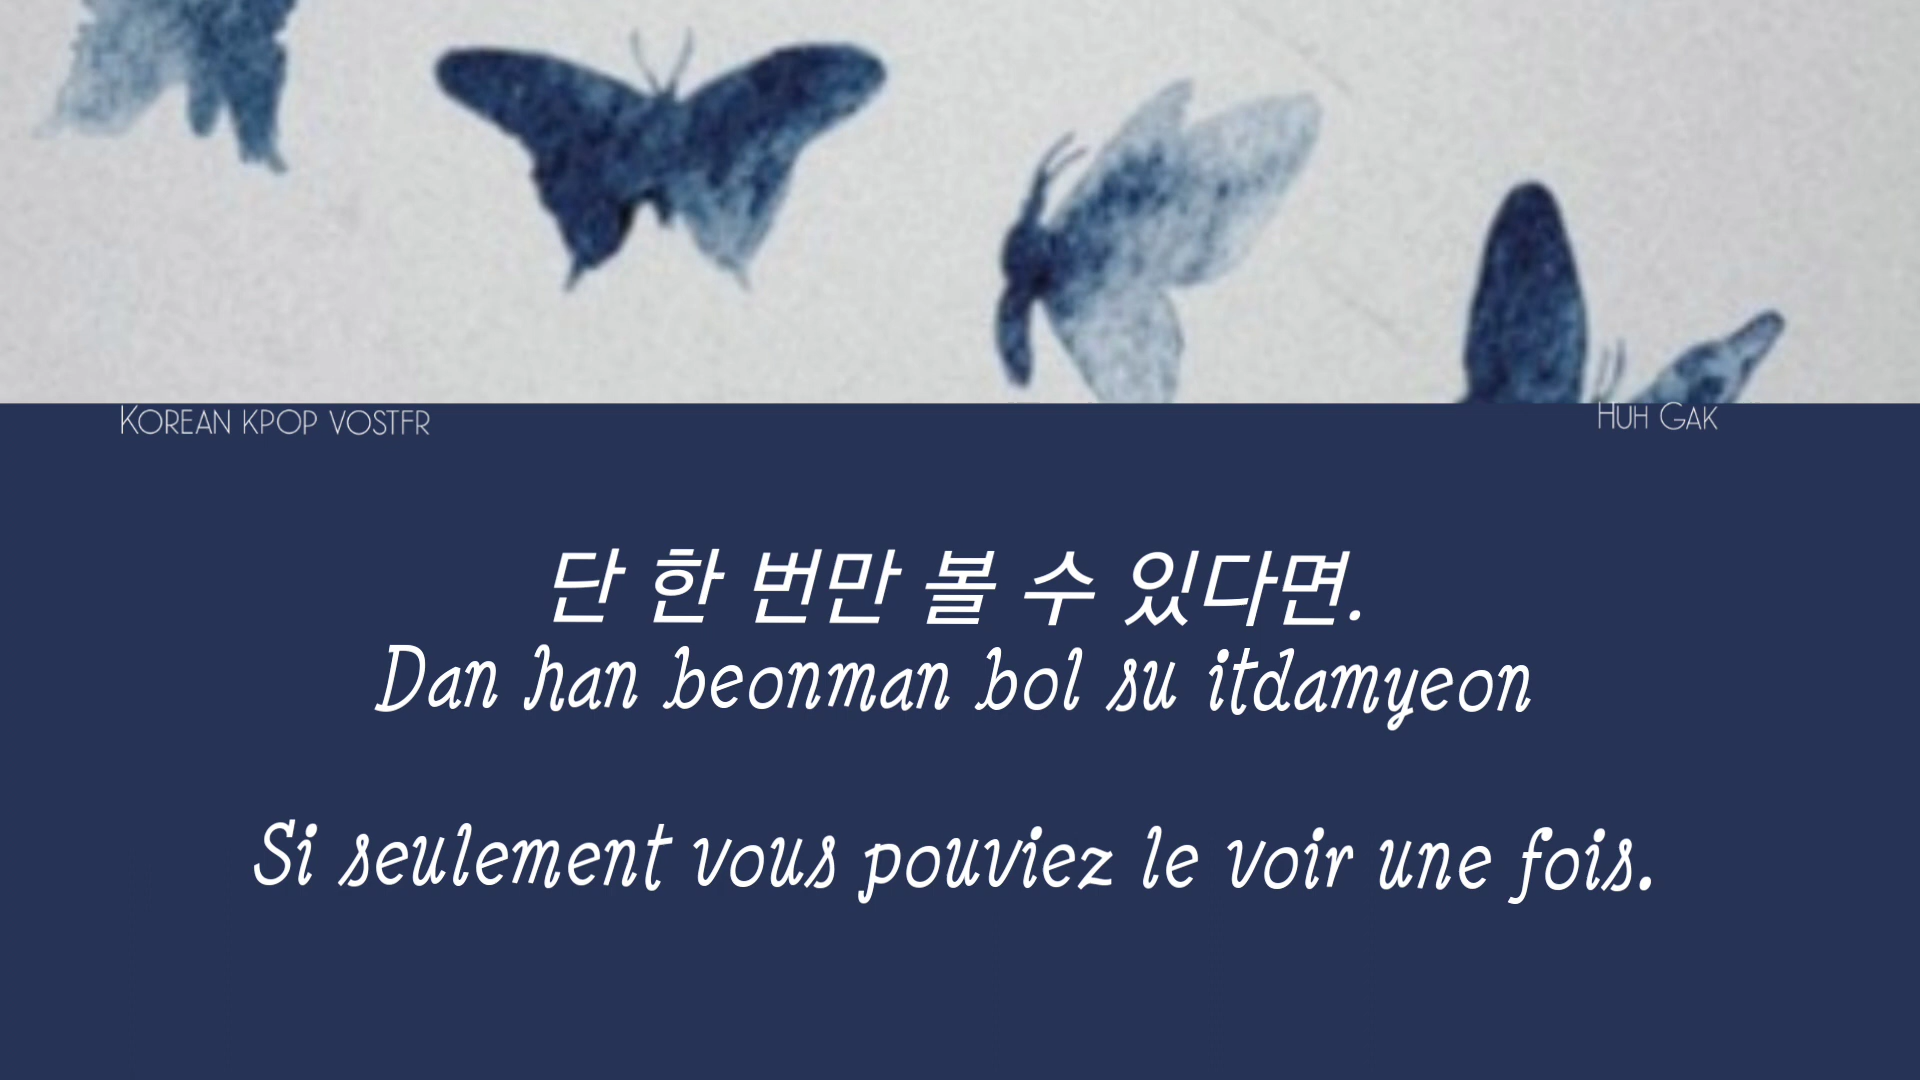 KOREAN KPOP VOSTFR
HUH GAK
단 한 번만 볼 수 있다면.
Dan han beonman bol su itdamyeon
Si seulement vous pouviez le voir une fois.